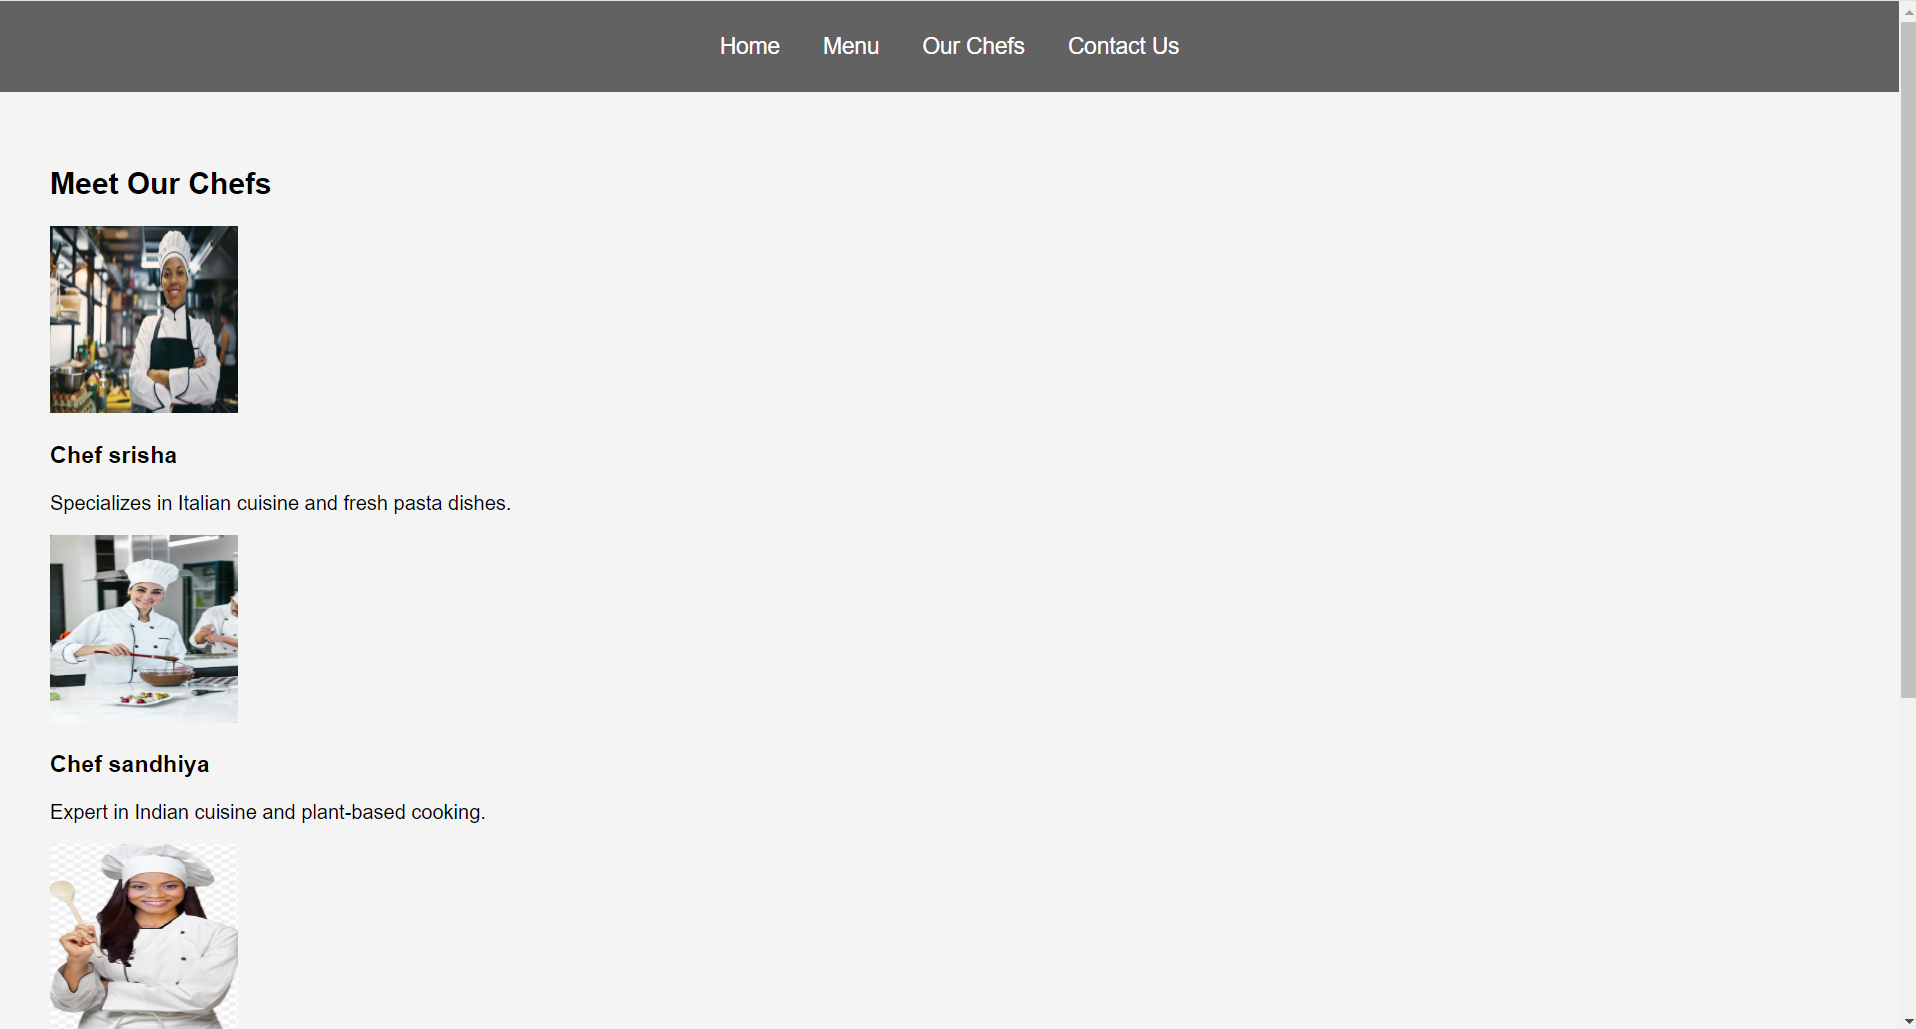 Home Menu Our Chefs Contact Us
Meet Our Chefs
Chef srisha
Specializes in Italian cuisine and fresh pasta dishes.
Chef sandhiya
Expert in Indian cuisine and plant-based cooking.